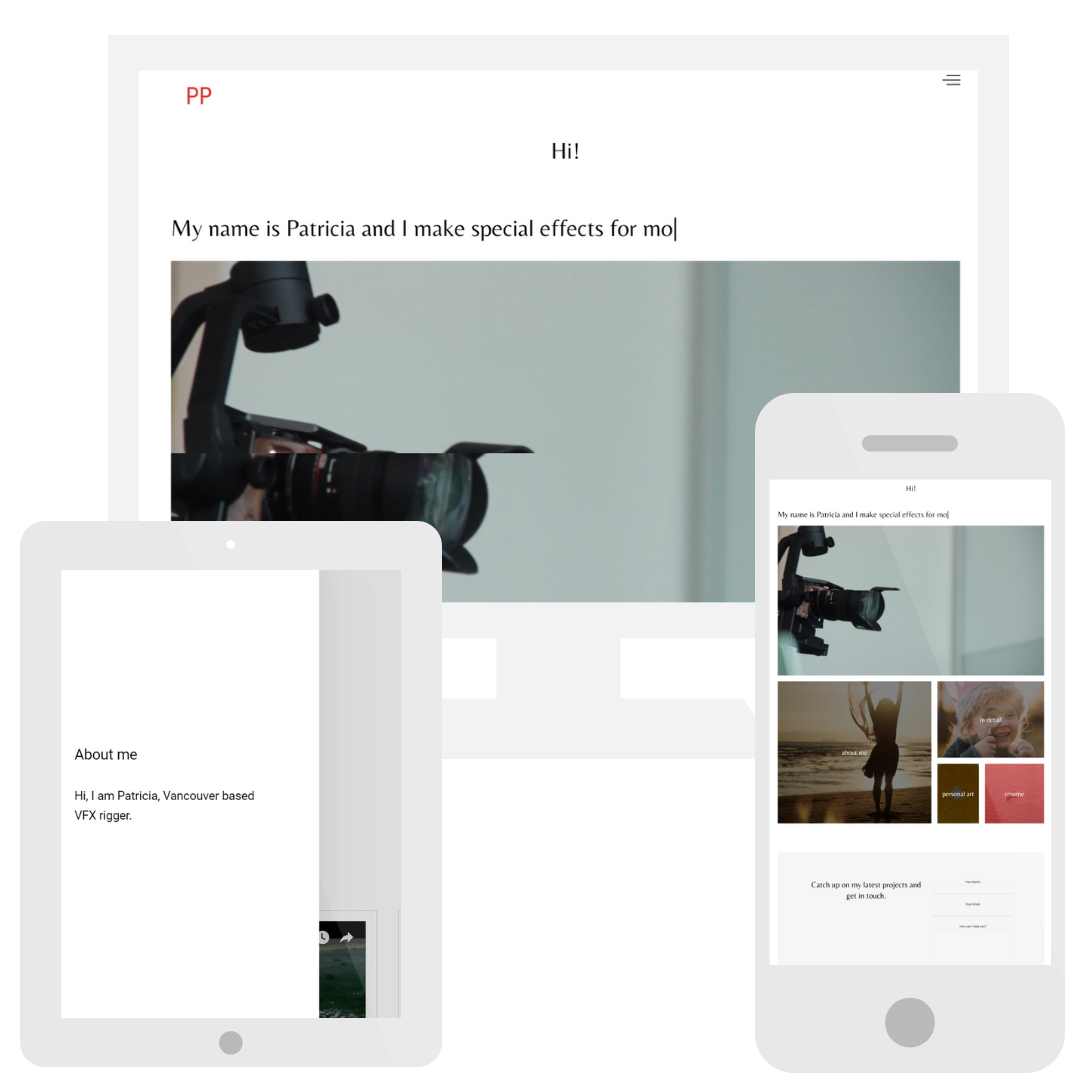 PP
Hi!
My name is Patricia and I make special effects for mo
About me
Hi, I am Patricia, Vancouver based
VFX rigger.
Hi!
My name is Patricia and I make special effects for mo
about me
in detail
personal art
resume
Catch up on my latest projects and
get in touch.
Your Name
Your Email
How can I help you?